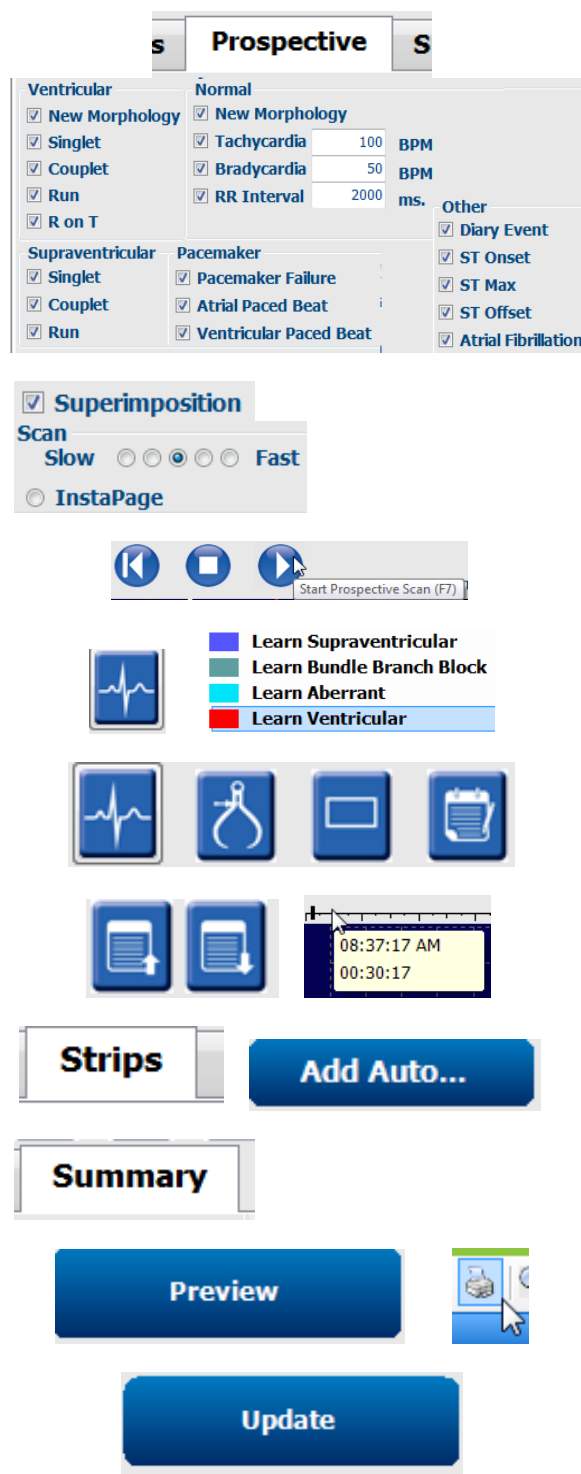 s Prospective S
Ventricular
New Morphology
Singlet
Couplet
Run
R on T
Normal
New Morphology
Tachycardia 100 BPM
Bradycardia 50 BPM
RR Interval 2000 ms.
Supraventricular
Singlet
Couplet
Run
Pacemaker
Pacemaker Failure
Atrial Paced Beat
Ventricular Paced Beat
Other
Diary Event
ST Onset
ST Max
ST Offset
Atrial Fibrillation
Superimposition
Scan
Slow Fast
InstaPage
Start Prospective Scan (F7)
Learn Supraventricular
Learn Bundle Branch Block
Learn Aberrant
Learn Ventricular
08:37:17 AM
00:30:17
Strips
Add Auto...
Summary
Preview
Update